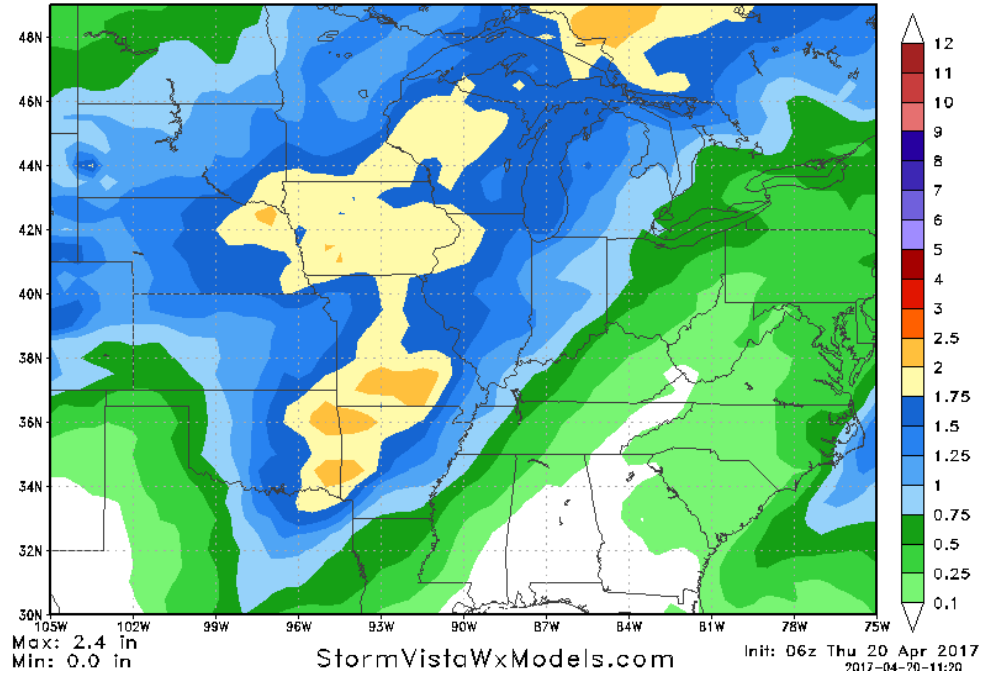 48N
46N
44N
42N
40N
38N
36N
34N
32N
30N
105W 102W 99W 96W 93W 90W 87W 84W 81W 78W 75W
12
11
10
9
8
7
6
5
4
3
2.5
2
1.75
1.5
1.25
1
0.75
0.5
0.25
0.1
Max: 2.4 in
Min: 0.0 in
StormVistaWxModels.com
Init: 06z Thu 20 Apr 2017
2017-04-20-11:20